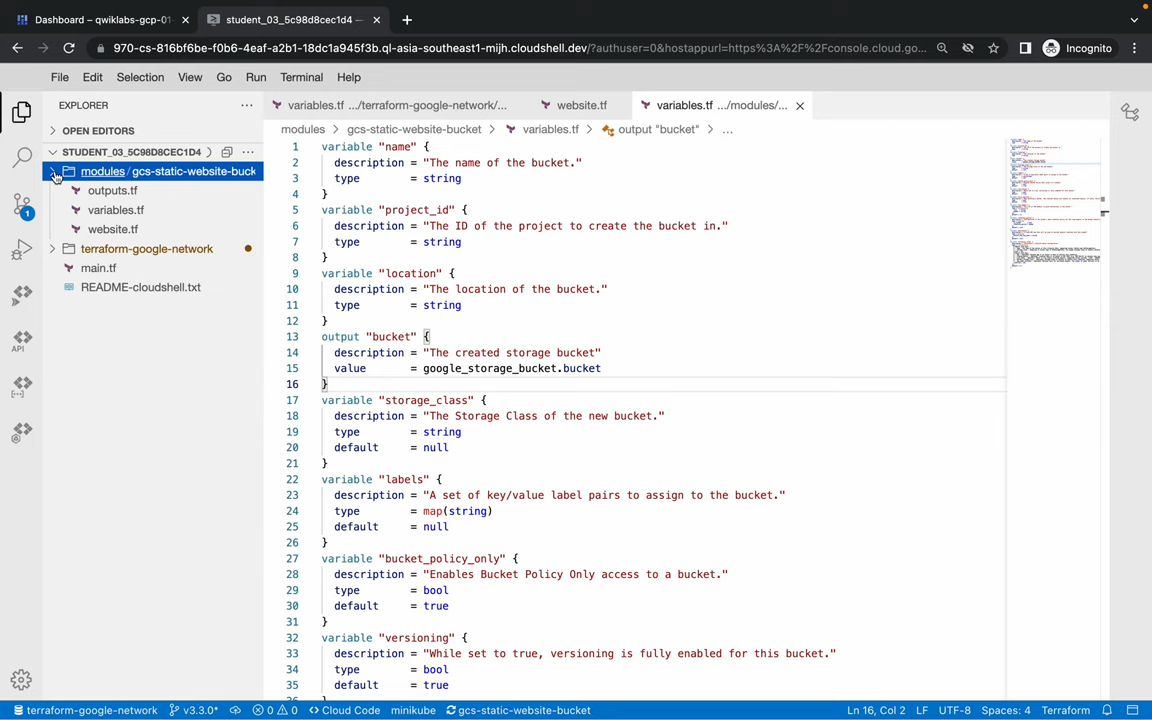 Dashboard – qwiklabs-gcp-01
student_03_5c98d8cec1d4 –
970-cs-816bf6be-f0b6-4eaf-a2b1-18dc1a945f3b.ql-asia-southeast1-mijh.cloudshell.dev/?authuser=0&hostappurl=https%3A%2F%2Fconsole.cloud.go...
Incognito
File Edit Selection View Go Run Terminal Help
EXPLORER
OPEN EDITORS
STUDENT_03_5C98D8CEC1D4
modules / gcs-static-website-buck
outputs.tf
variables.tf
website.tf
terraform-google-network
main.tf
README-cloudshell.txt
1
API
variables.tf .../terraform-google-network/...
website.tf
variables.tf .../modules/...
modules > gcs-static-website-bucket > variables.tf > output "bucket" > ...
1 variable "name" {
2 description = "The name of the bucket."
3 type = string
4 }
5 variable "project_id" {
6 description = "The ID of the project to create the bucket in."
7 type = string
8 }
9 variable "location" {
10 description = "The location of the bucket."
11 type = string
12 }
13 output "bucket" {
14 description = "The created storage bucket"
15 value = google_storage_bucket.bucket
16 }
17 variable "storage_class" {
18 description = "The Storage Class of the new bucket."
19 type = string
20 default = null
21 }
22 variable "labels" {
23 description = "A set of key/value label pairs to assign to the bucket."
24 type = map(string)
25 default = null
26 }
27 variable "bucket_policy_only" {
28 description = "Enables Bucket Policy Only access to a bucket."
29 type = bool
30 default = true
31 }
32 variable "versioning" {
33 description = "While set to true, versioning is fully enabled for this bucket."
34 type = bool
35 default = true
terraform-google-network v3.3.0* 0 0 Cloud Code minikube gcs-static-website-bucket Ln 16, Col 2 LF UTF-8 Spaces: 4 Terraform